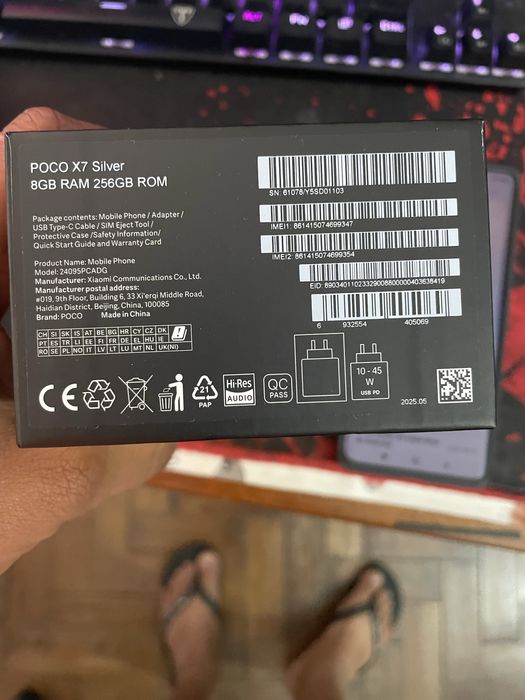 POCO X7 Silver
8GB RAM 256GB ROM
Package contents: Mobile Phone / Adapter /
USB Type-C Cable / SIM Eject Tool /
Protective Case /Safety Information/
Quick Start Guide and Warranty Card
Product Name: Mobile Phone
Model: 24095PCADG
Manufacturer: Xiaomi Communications Co., Ltd.
Manufacturer postal address:
#019, 9th Floor, Building 6, 33 Xi'erqi Middle Road,
Haidian District, Beijing, China, 100085
Brand: POCO Made in China
CH SI SK IS AT BE BG HR CY CZ DK
PT ES TR LI EE FI FR DE EL HU IE
RO SE PL NO IT LV LT LU MT NL UK(NI)
SN: 61078/Y5SD01103
IMEI1: 861415074699347
IMEI2: 861415074699354
EID: 89034011023329008800000403638419
6 932554 405069
CE
21
PAP
Hi-Res
AUDIO
QC
PASS
10 - 45
W
USB PD
2025.05